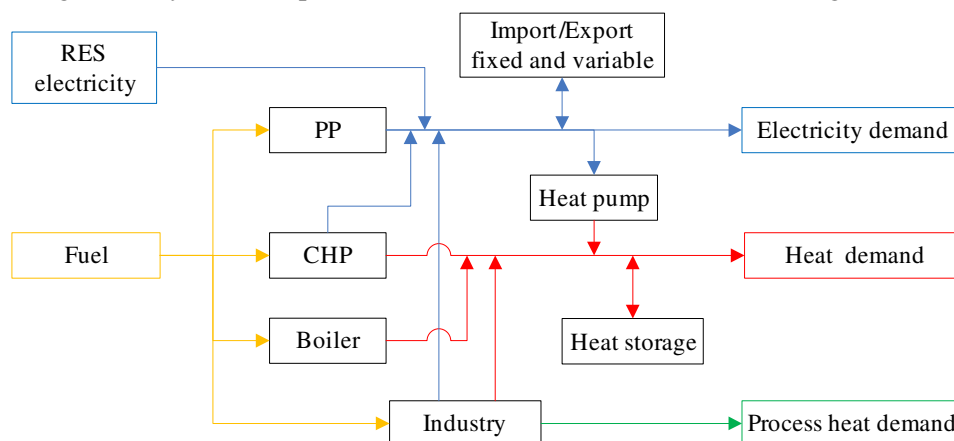 RES
electricity
Import/Export
fixed and variable
PP
Electricity demand
Heat pump
Fuel
CHP
Heat demand
Boiler
Heat storage
Industry
Process heat demand